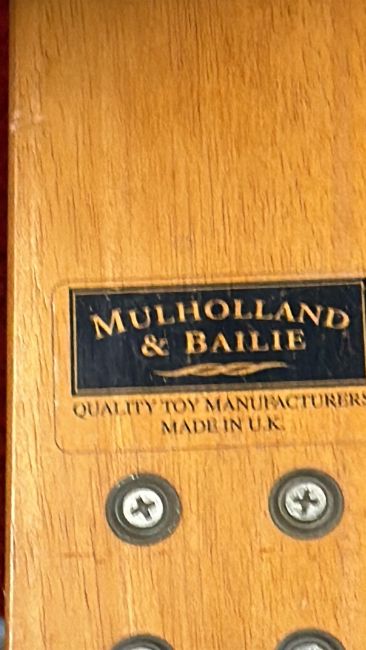 MULHOLLAND
& BAILIE
QUALITY TOY MANUFACTURERS
MADE IN U.K.